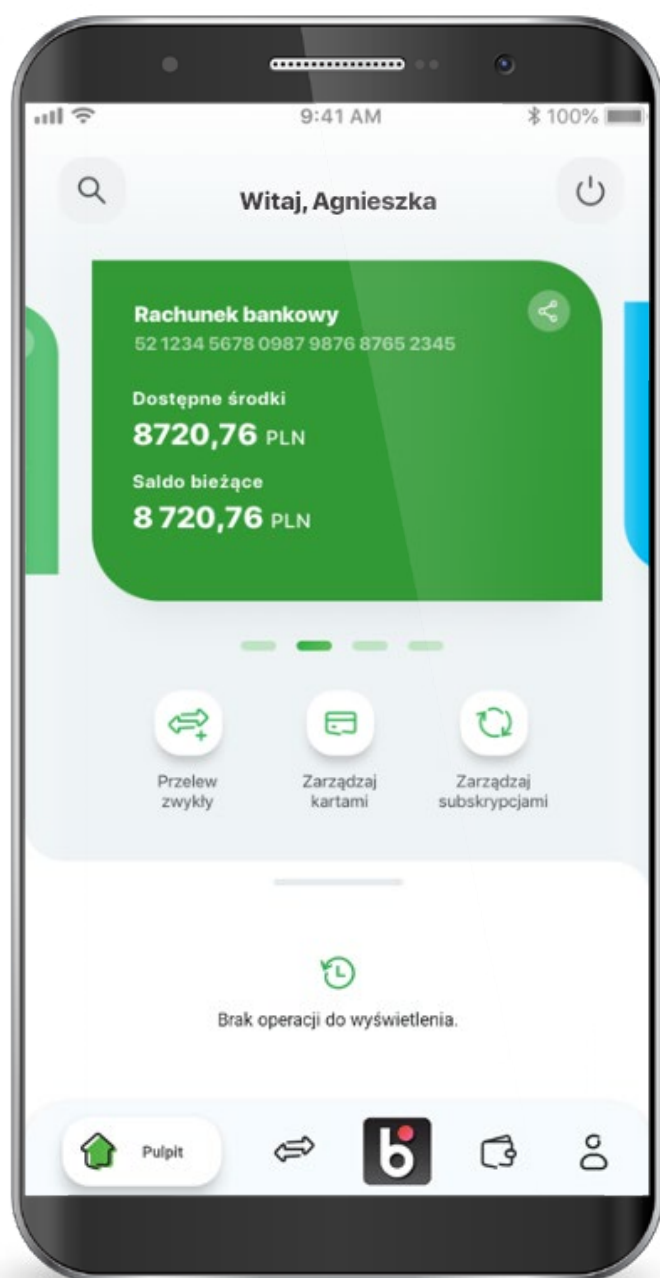 9:41 AM
100%
Witaj, Agnieszka
Rachunek bankowy
52 1234 5678 0987 9876 8765 2345
Dostępne środki
8720,76 PLN
Saldo bieżące
8 720,76 PLN
Przelew
zwykły
Zarządzaj
kartami
Zarządzaj
subskrypcjami
Brak operacji do wyświetlenia.
Pulpit
b